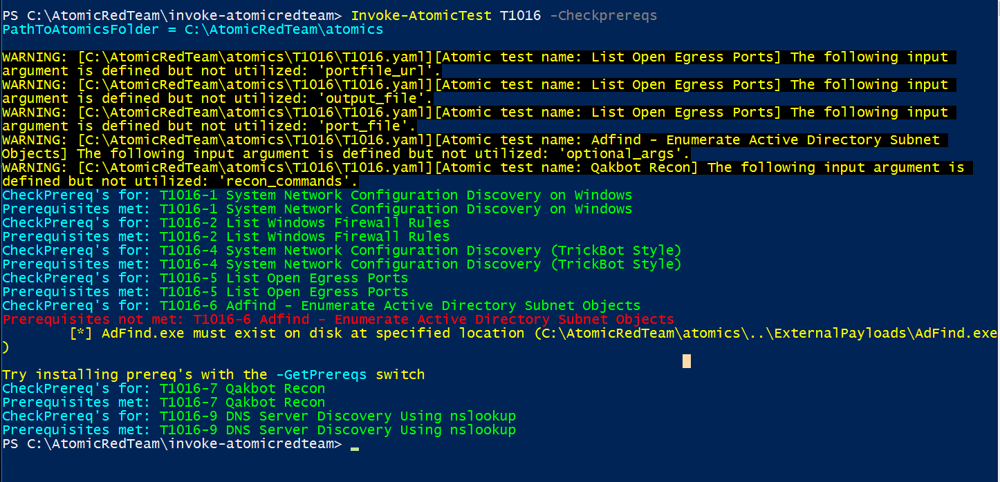 PS C:\AtomicRedTeam\invoke-atomicredteam> Invoke-AtomicTest T1016 -Checkprereqs
PathToAtomicsFolder = C:\AtomicRedTeam\atomics
WARNING: [C:\AtomicRedTeam\atomics\T1016\T1016.yaml][Atomic test name: List Open Egress Ports] The following input
argument is defined but not utilized: 'portfile_url'.
WARNING: [C:\AtomicRedTeam\atomics\T1016\T1016.yaml][Atomic test name: List Open Egress Ports] The following input
argument is defined but not utilized: 'output_file'.
WARNING: [C:\AtomicRedTeam\atomics\T1016\T1016.yaml][Atomic test name: List Open Egress Ports] The following input
argument is defined but not utilized: 'port_file'.
WARNING: [C:\AtomicRedTeam\atomics\T1016\T1016.yaml][Atomic test name: Adfind - Enumerate Active Directory Subnet
Objects] The following input argument is defined but not utilized: 'optional_args'.
WARNING: [C:\AtomicRedTeam\atomics\T1016\T1016.yaml][Atomic test name: Qakbot Recon] The following input argument is
defined but not utilized: 'recon_commands'.
CheckPrereq's for: T1016-1 System Network Configuration Discovery on Windows
Prerequisites met: T1016-1 System Network Configuration Discovery on Windows
CheckPrereq's for: T1016-2 List Windows Firewall Rules
Prerequisites met: T1016-2 List Windows Firewall Rules
CheckPrereq's for: T1016-4 System Network Configuration Discovery (TrickBot Style)
Prerequisites met: T1016-4 System Network Configuration Discovery (TrickBot Style)
CheckPrereq's for: T1016-5 List Open Egress Ports
Prerequisites met: T1016-5 List Open Egress Ports
CheckPrereq's for: T1016-6 Adfind - Enumerate Active Directory Subnet Objects
Prerequisites not met: T1016-6 Adfind - Enumerate Active Directory Subnet Objects
[*] AdFind.exe must exist on disk at specified location (C:\AtomicRedTeam\atomics\..\ExternalPayloads\AdFind.exe
)
Try installing prereq's with the -GetPrereqs switch
CheckPrereq's for: T1016-7 Qakbot Recon
Prerequisites met: T1016-7 Qakbot Recon
CheckPrereq's for: T1016-9 DNS Server Discovery Using nslookup
Prerequisites met: T1016-9 DNS Server Discovery Using nslookup
PS C:\AtomicRedTeam\invoke-atomicredteam>